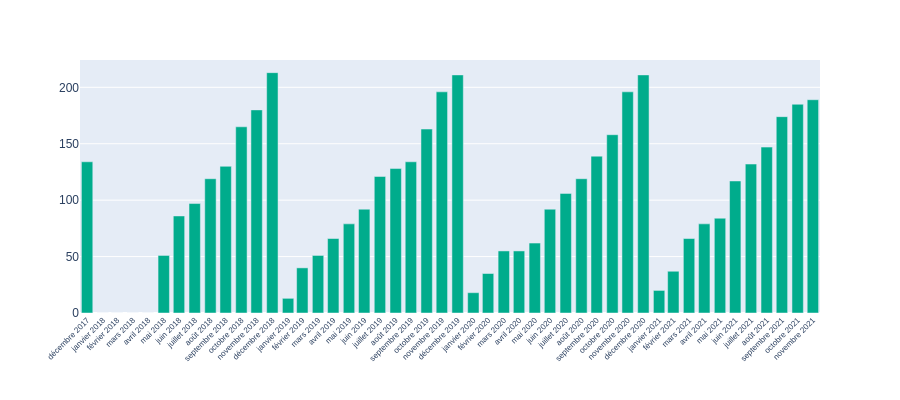 200
150
100
50
0
décembre 2017
janvier 2018
février 2018
mars 2018
avril 2018
mai 2018
juin 2018
juillet 2018
août 2018
septembre 2018
octobre 2018
novembre 2018
décembre 2018
janvier 2019
février 2019
mars 2019
avril 2019
mai 2019
juin 2019
juillet 2019
août 2019
septembre 2019
octobre 2019
novembre 2019
décembre 2019
janvier 2020
février 2020
mars 2020
avril 2020
mai 2020
juin 2020
juillet 2020
août 2020
septembre 2020
octobre 2020
novembre 2020
décembre 2020
janvier 2021
février 2021
mars 2021
avril 2021
mai 2021
juin 2021
juillet 2021
août 2021
septembre 2021
octobre 2021
novembre 2021